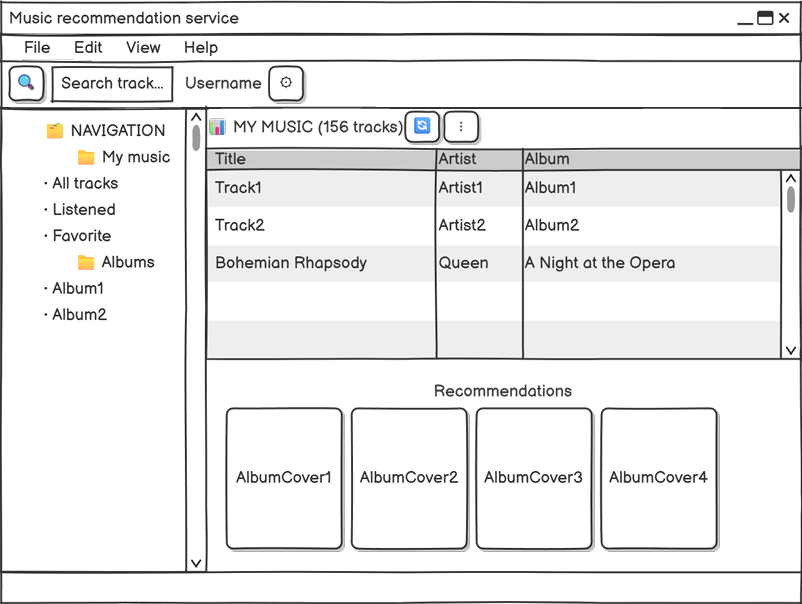 Music recommendation service
File Edit View Help
Search track... Username
NAVIGATION
My music
· All tracks
· Listened
· Favorite
Albums
· Album1
· Album2
MY MUSIC (156 tracks)
Title Artist Album
Track1 Artist1 Album1
Track2 Artist2 Album2
Bohemian Rhapsody Queen A Night at the Opera
Recommendations
AlbumCover1 AlbumCover2 AlbumCover3 AlbumCover4